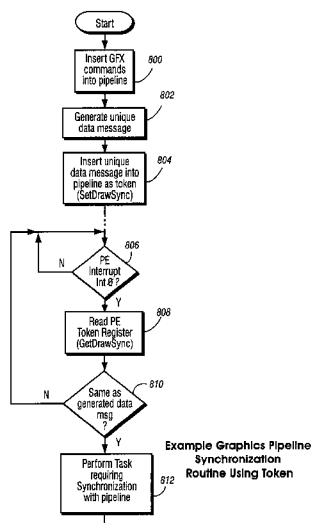 Start
Insert GFX
commands
into pipeline
800
Generate unique
data message
802
Insert unique
data message into
pipeline as token
(SetDrawSync)
804
PE
Interrupt
Int 8 ?
806
N
Y
Read PE
Token Register
(GetDrawSync)
808
Same as
generated data
msg
?
810
N
Y
Perform Task
requiring
Synchronization
with pipeline
812
Example Graphics Pipeline
Synchronization
Routine Using Token